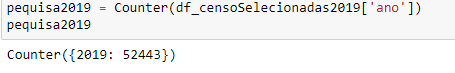 pequisa2019 = Counter(df_censoSelecionadas2019['ano'])
pequisa2019
Counter({2019: 52443})